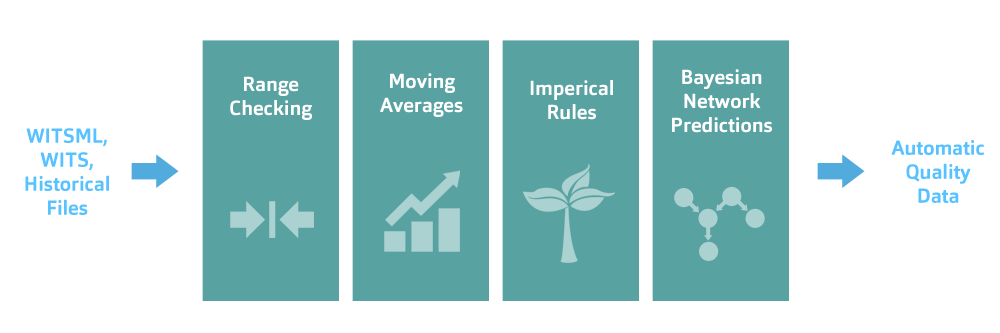 WITSML,
WITS,
Historical
Files
Range
Checking
Moving
Averages
Imperical
Rules
Bayesian
Network
Predictions
Automatic
Quality
Data